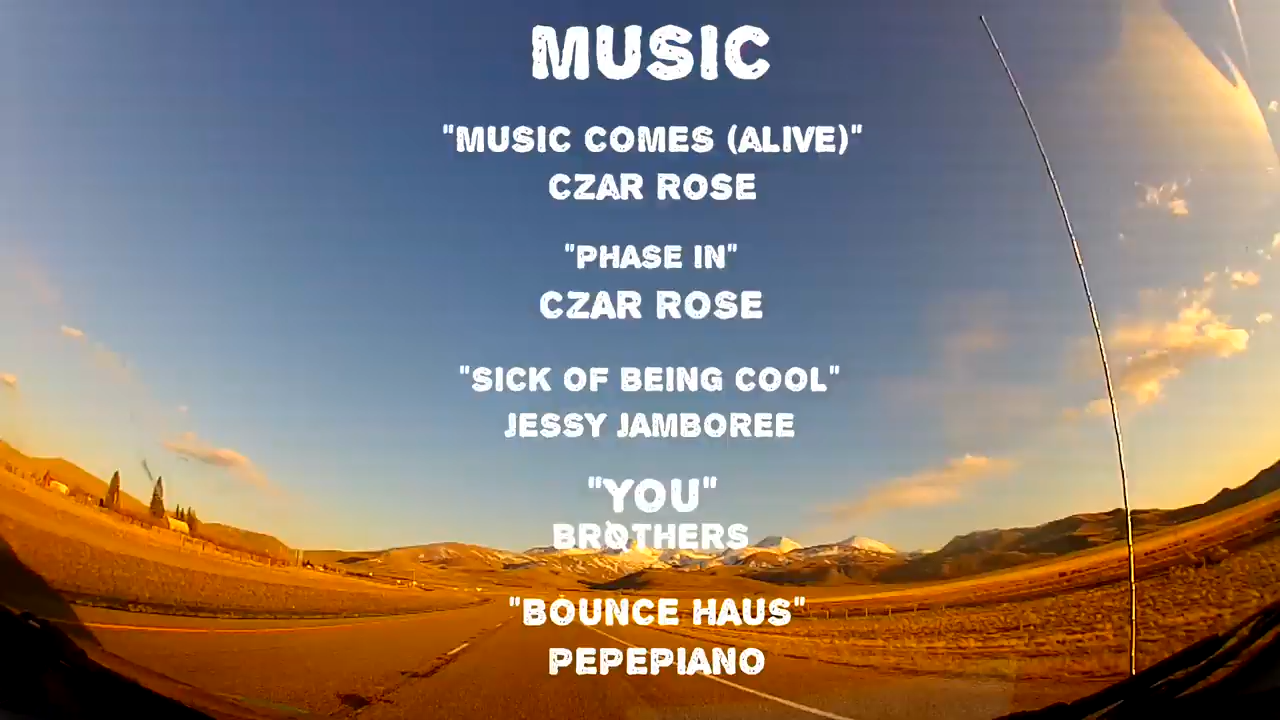 MUSIC
"MUSIC COMES (ALIVE)"
CZAR ROSE
"PHASE IN"
CZAR ROSE
"SICK OF BEING COOL"
JESSY JAMBOREE
"YOU"
BRØTHERS
"BOUNCE HAUS"
PEPEPIANO